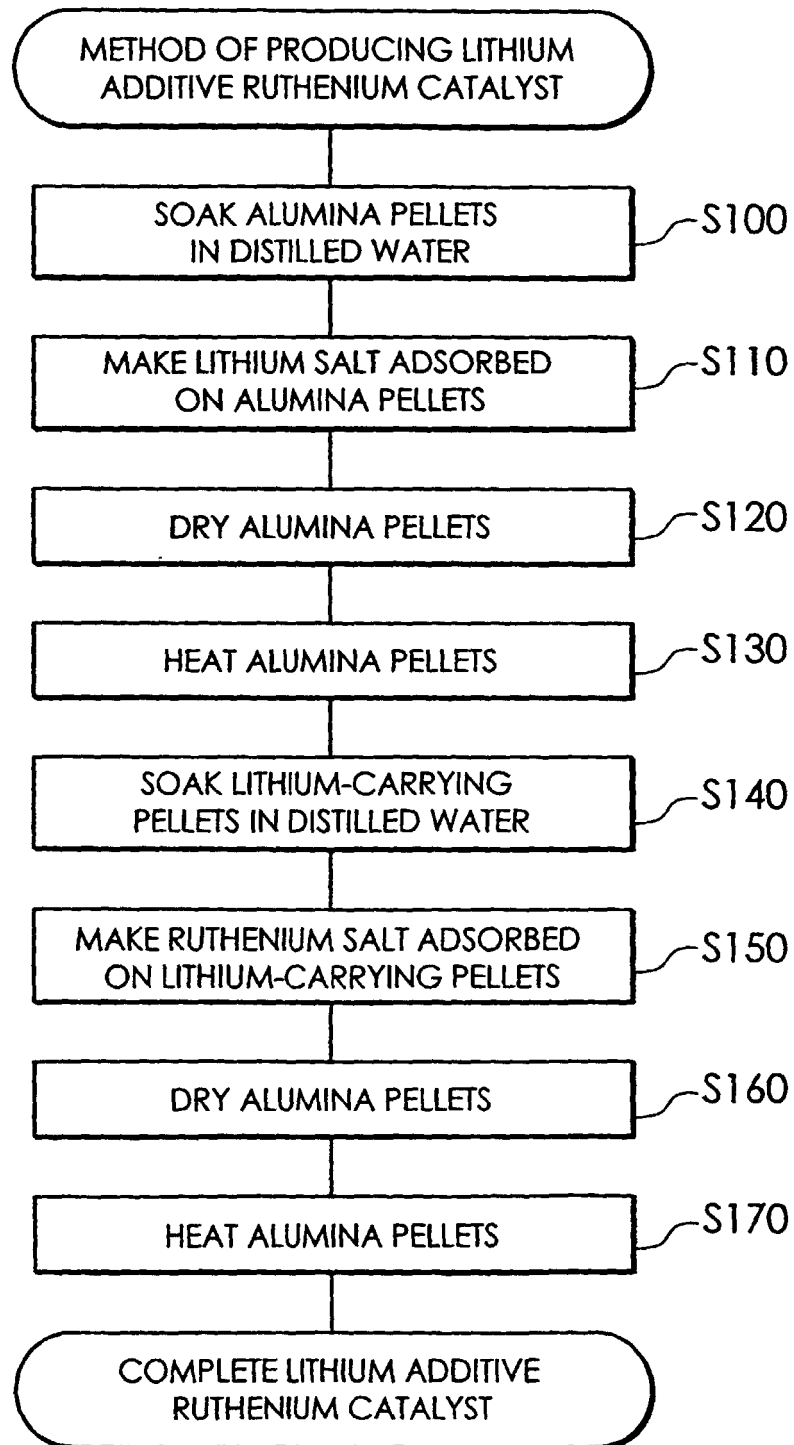 METHOD OF PRODUCING LITHIUM
ADDITIVE RUTHENIUM CATALYST
SOAK ALUMINA PELLETS
IN DISTILLED WATER
S100
MAKE LITHIUM SALT ADSORBED
ON ALUMINA PELLETS
S110
DRY ALUMINA PELLETS
S120
HEAT ALUMINA PELLETS
S130
SOAK LITHIUM-CARRYING
PELLETS IN DISTILLED WATER
S140
MAKE RUTHENIUM SALT ADSORBED
ON LITHIUM-CARRYING PELLETS
S150
DRY ALUMINA PELLETS
S160
HEAT ALUMINA PELLETS
S170
COMPLETE LITHIUM ADDITIVE
RUTHENIUM CATALYST